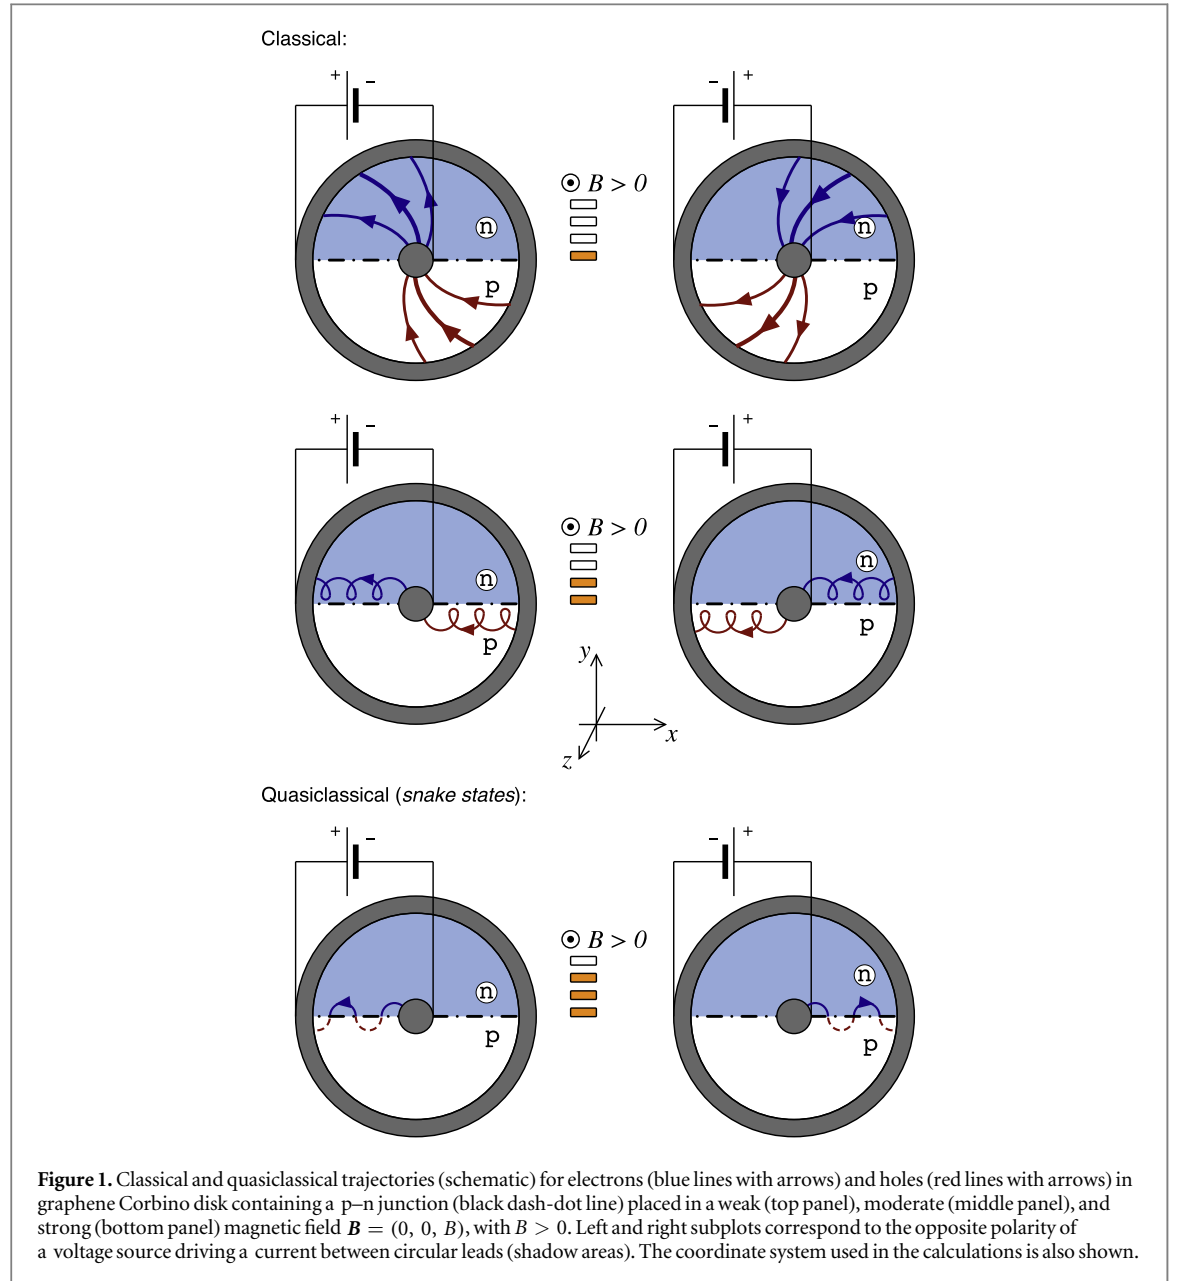 Classical:
+ − − +
⊙ B > 0
n n
p p
+ − − +
⊙ B > 0
n n
p p
y
x
z
Quasiclassical (snake states):
+ − − +
⊙ B > 0
n n
p p
Figure 1. Classical and quasiclassical trajectories (schematic) for electrons (blue lines with arrows) and holes (red lines with arrows) in
graphene Corbino disk containing a p–n junction (black dash-dot line) placed in a weak (top panel), moderate (middle panel), and
strong (bottom panel) magnetic field B = (0, 0, B), with B > 0. Left and right subplots correspond to the opposite polarity of
a voltage source driving a current between circular leads (shadow areas). The coordinate system used in the calculations is also shown.